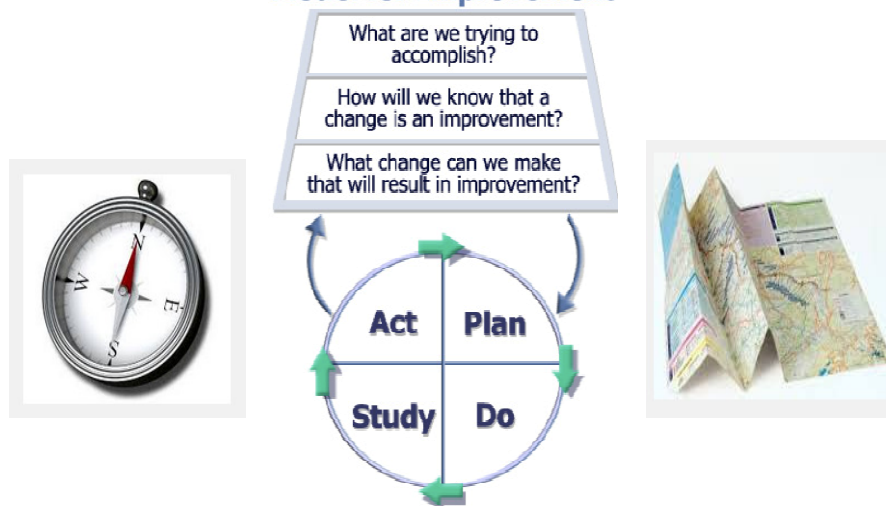 What are we trying to
accomplish?
How will we know that a
change is an improvement?
What change can we make
that will result in improvement?
N
W
E
S
Act
Plan
Study
Do